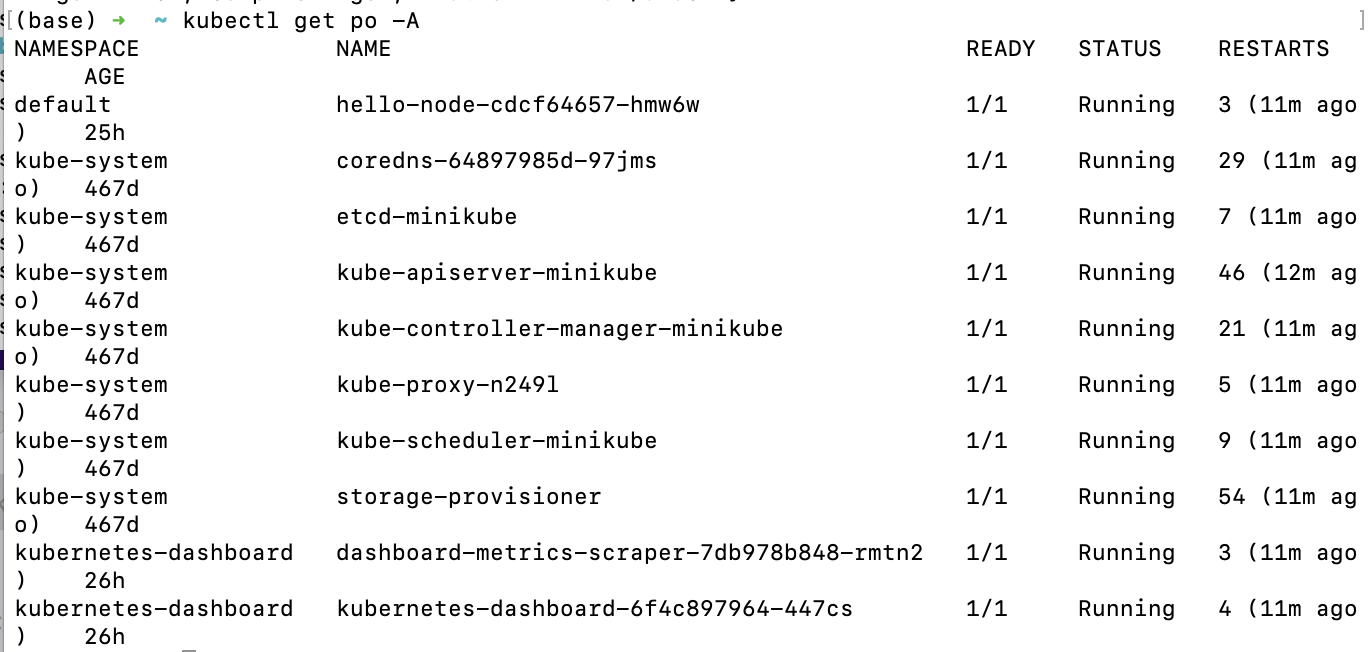 (base) ➜  ~ kubectl get po -A
NAMESPACE              NAME                                         READY   STATUS    RESTARTS
     AGE
default                hello-node-cdcf64657-hmw6w                   1/1     Running   3 (11m ago
)    25h
kube-system            coredns-64897985d-97jms                      1/1     Running   29 (11m ag
o)   467d
kube-system            etcd-minikube                                1/1     Running   7 (11m ago
)    467d
kube-system            kube-apiserver-minikube                      1/1     Running   46 (12m ag
o)   467d
kube-system            kube-controller-manager-minikube             1/1     Running   21 (11m ag
o)   467d
kube-system            kube-proxy-n249l                             1/1     Running   5 (11m ago
)    467d
kube-system            kube-scheduler-minikube                      1/1     Running   9 (11m ago
)    467d
kube-system            storage-provisioner                          1/1     Running   54 (11m ag
o)   467d
kubernetes-dashboard   dashboard-metrics-scraper-7db978b848-rmtn2   1/1     Running   3 (11m ago
)    26h
kubernetes-dashboard   kubernetes-dashboard-6f4c897964-447cs        1/1     Running   4 (11m ago
)    26h